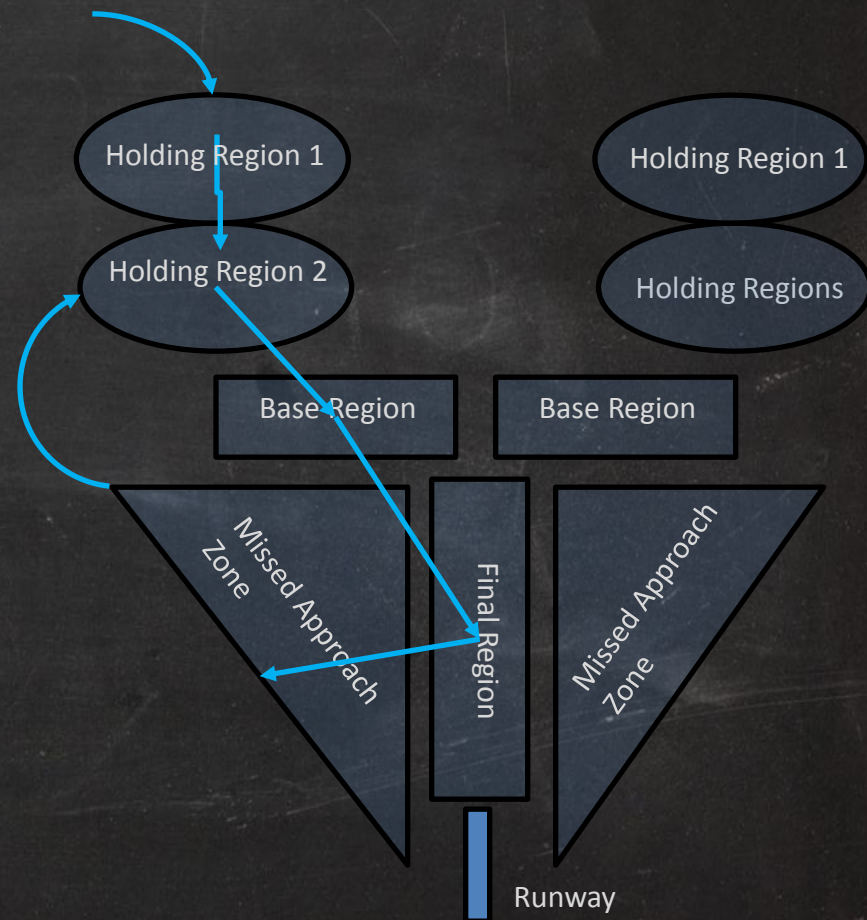 Holding Region 1
Holding Region 1
Holding Region 2
Holding Regions
Base Region
Base Region
Missed Approach
Zone
Final Region
Missed Approach
Zone
Runway